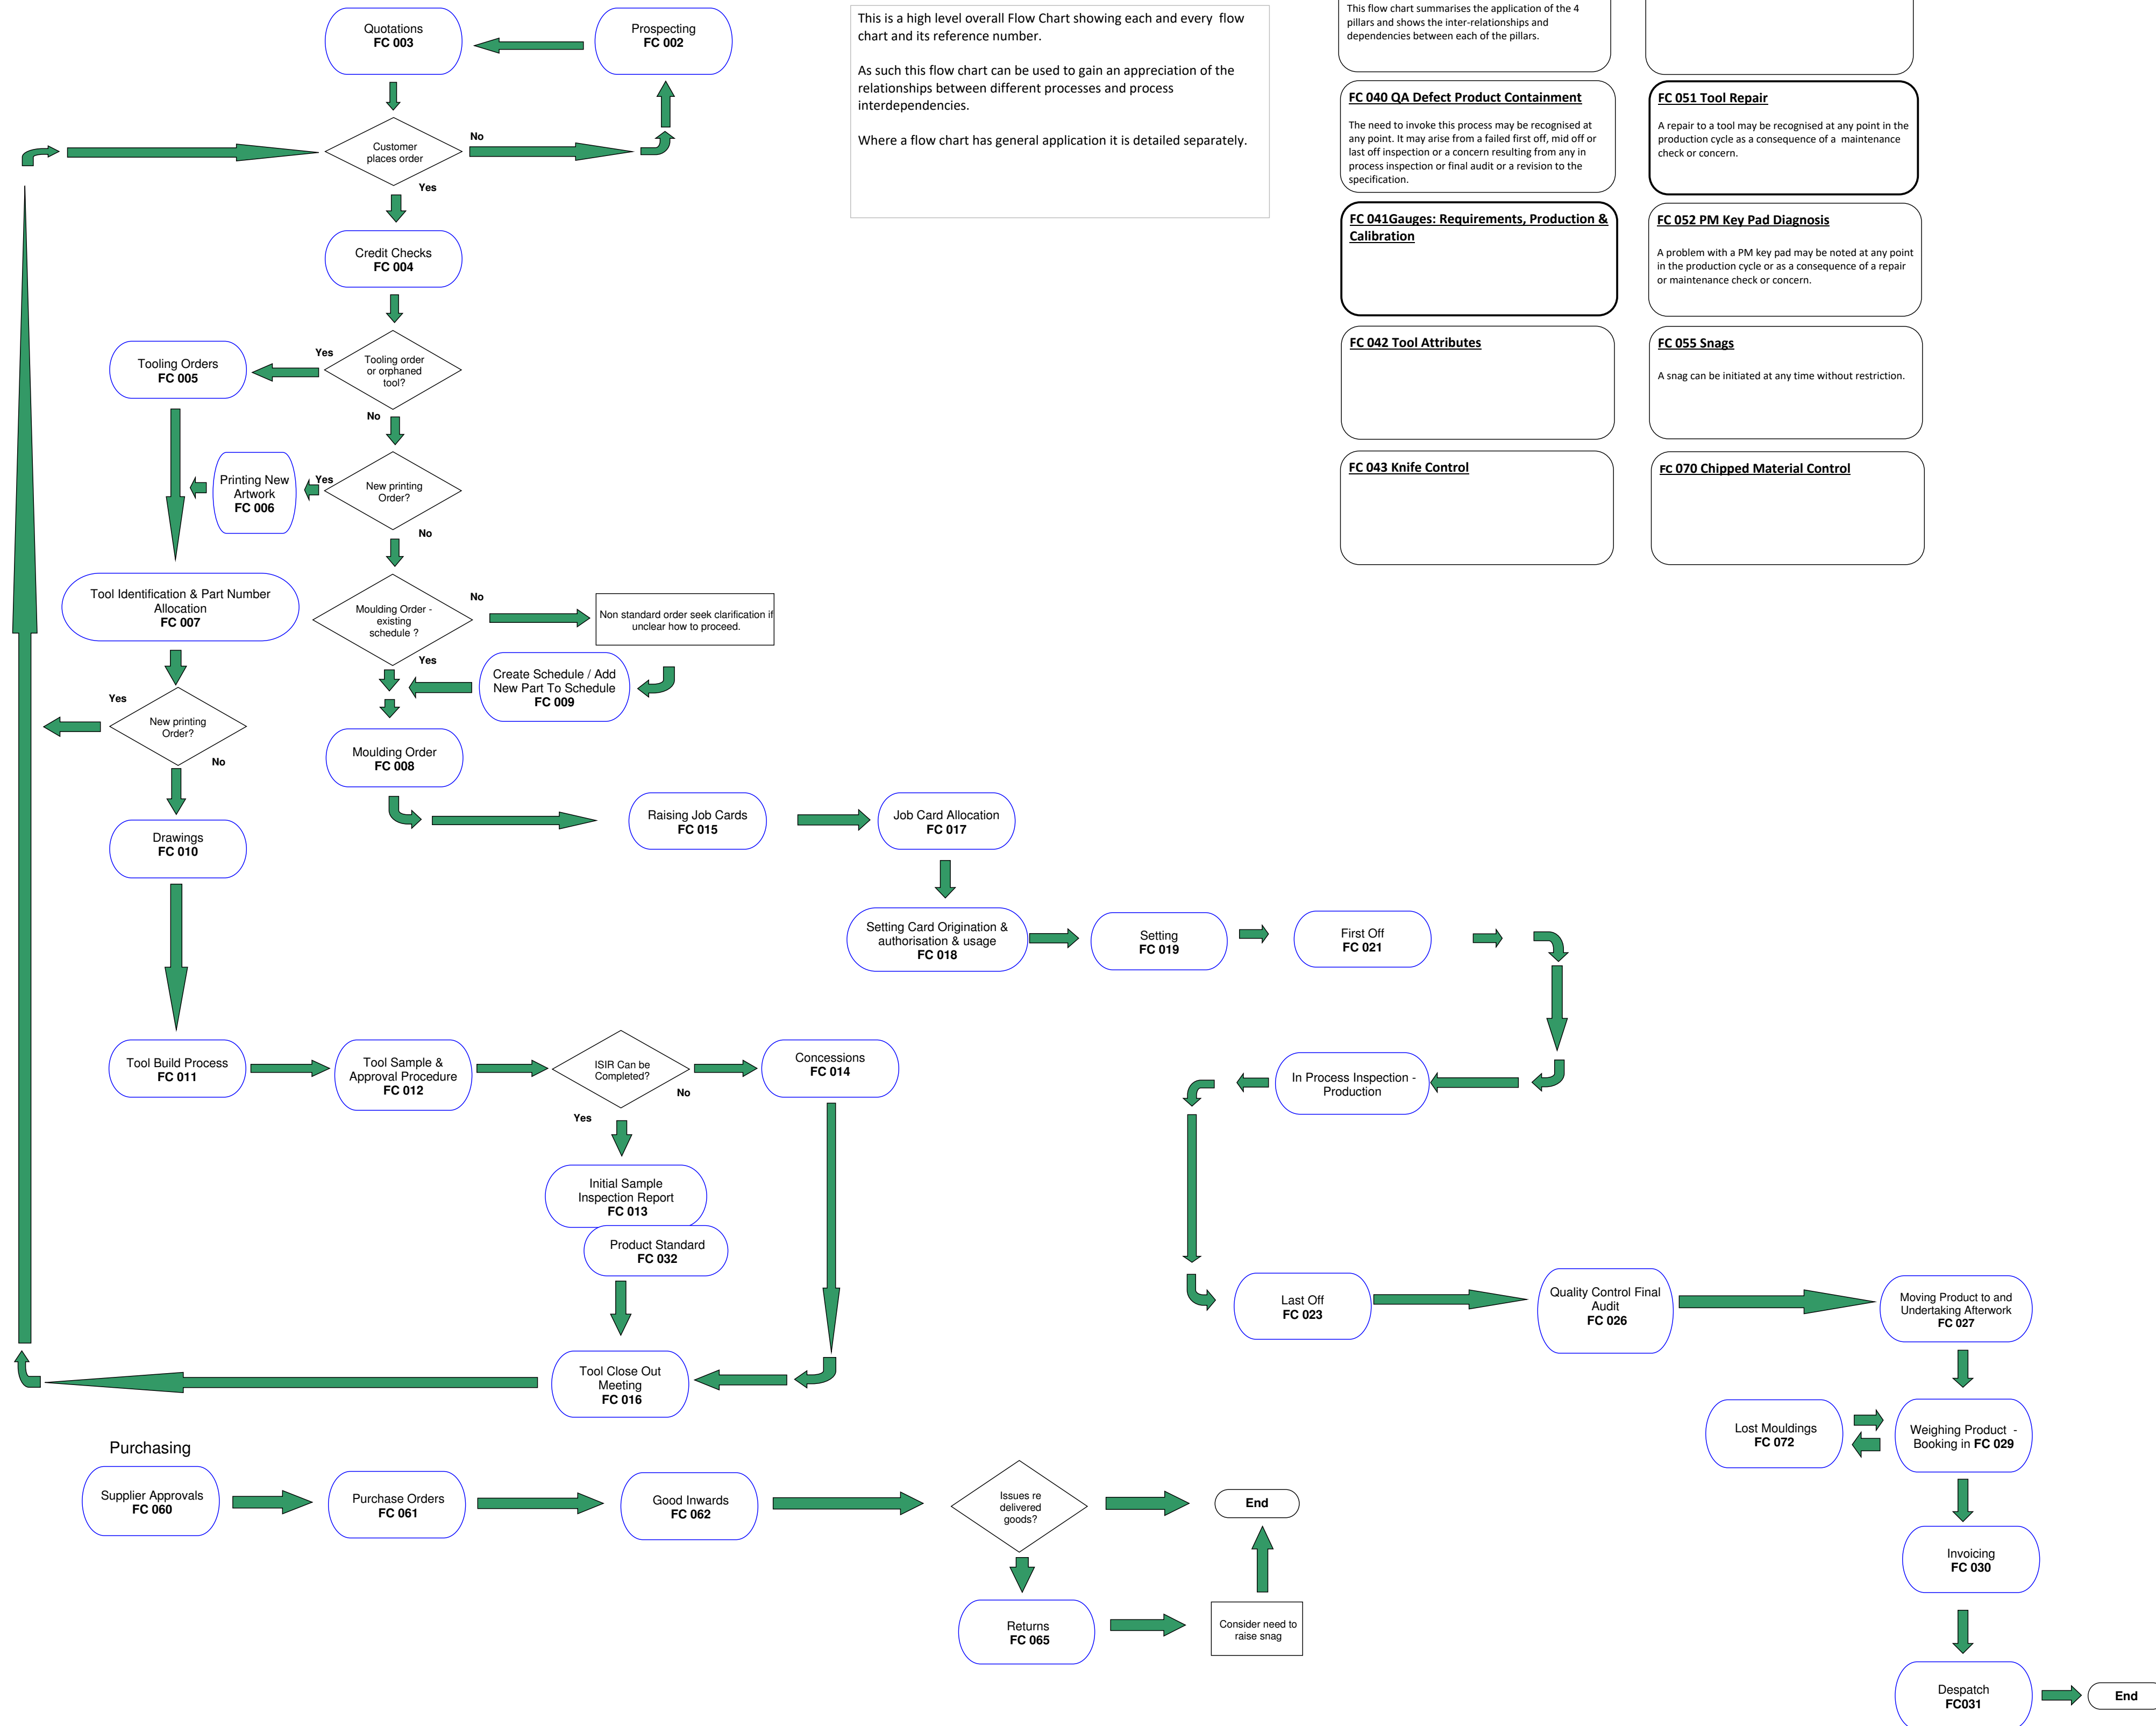 Quotations
FC 003
Prospecting
FC 002
This is a high level overall Flow Chart showing each and every flow
chart and its reference number.
As such this flow chart can be used to gain an appreciation of the
relationships between different processes and process
interdependencies.
Where a flow chart has general application it is detailed separately.
This flow chart summarises the application of the 4
pillars and shows the inter-relationships and
dependencies between each of the pillars.
FC 040 QA Defect Product Containment
The need to invoke this process may be recognised at
any point. It may arise from a failed first off, mid off or
last off inspection or a concern resulting from any in
process inspection or final audit or a revision to the
specification.
FC 051 Tool Repair
A repair to a tool may be recognised at any point in the
production cycle as a consequence of a maintenance
check or concern.
FC 041Gauges: Requirements, Production &
Calibration
FC 052 PM Key Pad Diagnosis
A problem with a PM key pad may be noted at any point
in the production cycle or as a consequence of a repair
or maintenance check or concern.
FC 042 Tool Attributes
FC 055 Snags
A snag can be initiated at any time without restriction.
FC 043 Knife Control
FC 070 Chipped Material Control
Customer
places order
No
Yes
Credit Checks
FC 004
Tooling order
or orphaned
tool?
Yes
No
Tooling Orders
FC 005
New printing
Order?
Yes
No
Printing New
Artwork
FC 006
Tool Identification & Part Number
Allocation
FC 007
Moulding Order -
existing
schedule ?
No
Yes
Non standard order seek clarification if
unclear how to proceed.
Create Schedule / Add
New Part To Schedule
FC 009
Yes
New printing
Order?
No
Moulding Order
FC 008
Drawings
FC 010
Raising Job Cards
FC 015
Job Card Allocation
FC 017
Setting Card Origination &
authorisation & usage
FC 018
Setting
FC 019
First Off
FC 021
Tool Build Process
FC 011
Tool Sample &
Approval Procedure
FC 012
ISIR Can be
Completed?
No
Yes
Concessions
FC 014
In Process Inspection -
Production
Initial Sample
Inspection Report
FC 013
Product Standard
FC 032
Last Off
FC 023
Quality Control Final
Audit
FC 026
Moving Product to and
Undertaking Afterwork
FC 027
Tool Close Out
Meeting
FC 016
Lost Mouldings
FC 072
Weighing Product -
Booking in FC 029
Purchasing
Supplier Approvals
FC 060
Purchase Orders
FC 061
Good Inwards
FC 062
Issues re
delivered
goods?
End
Returns
FC 065
Consider need to
raise snag
Invoicing
FC 030
Despatch
FC031
End